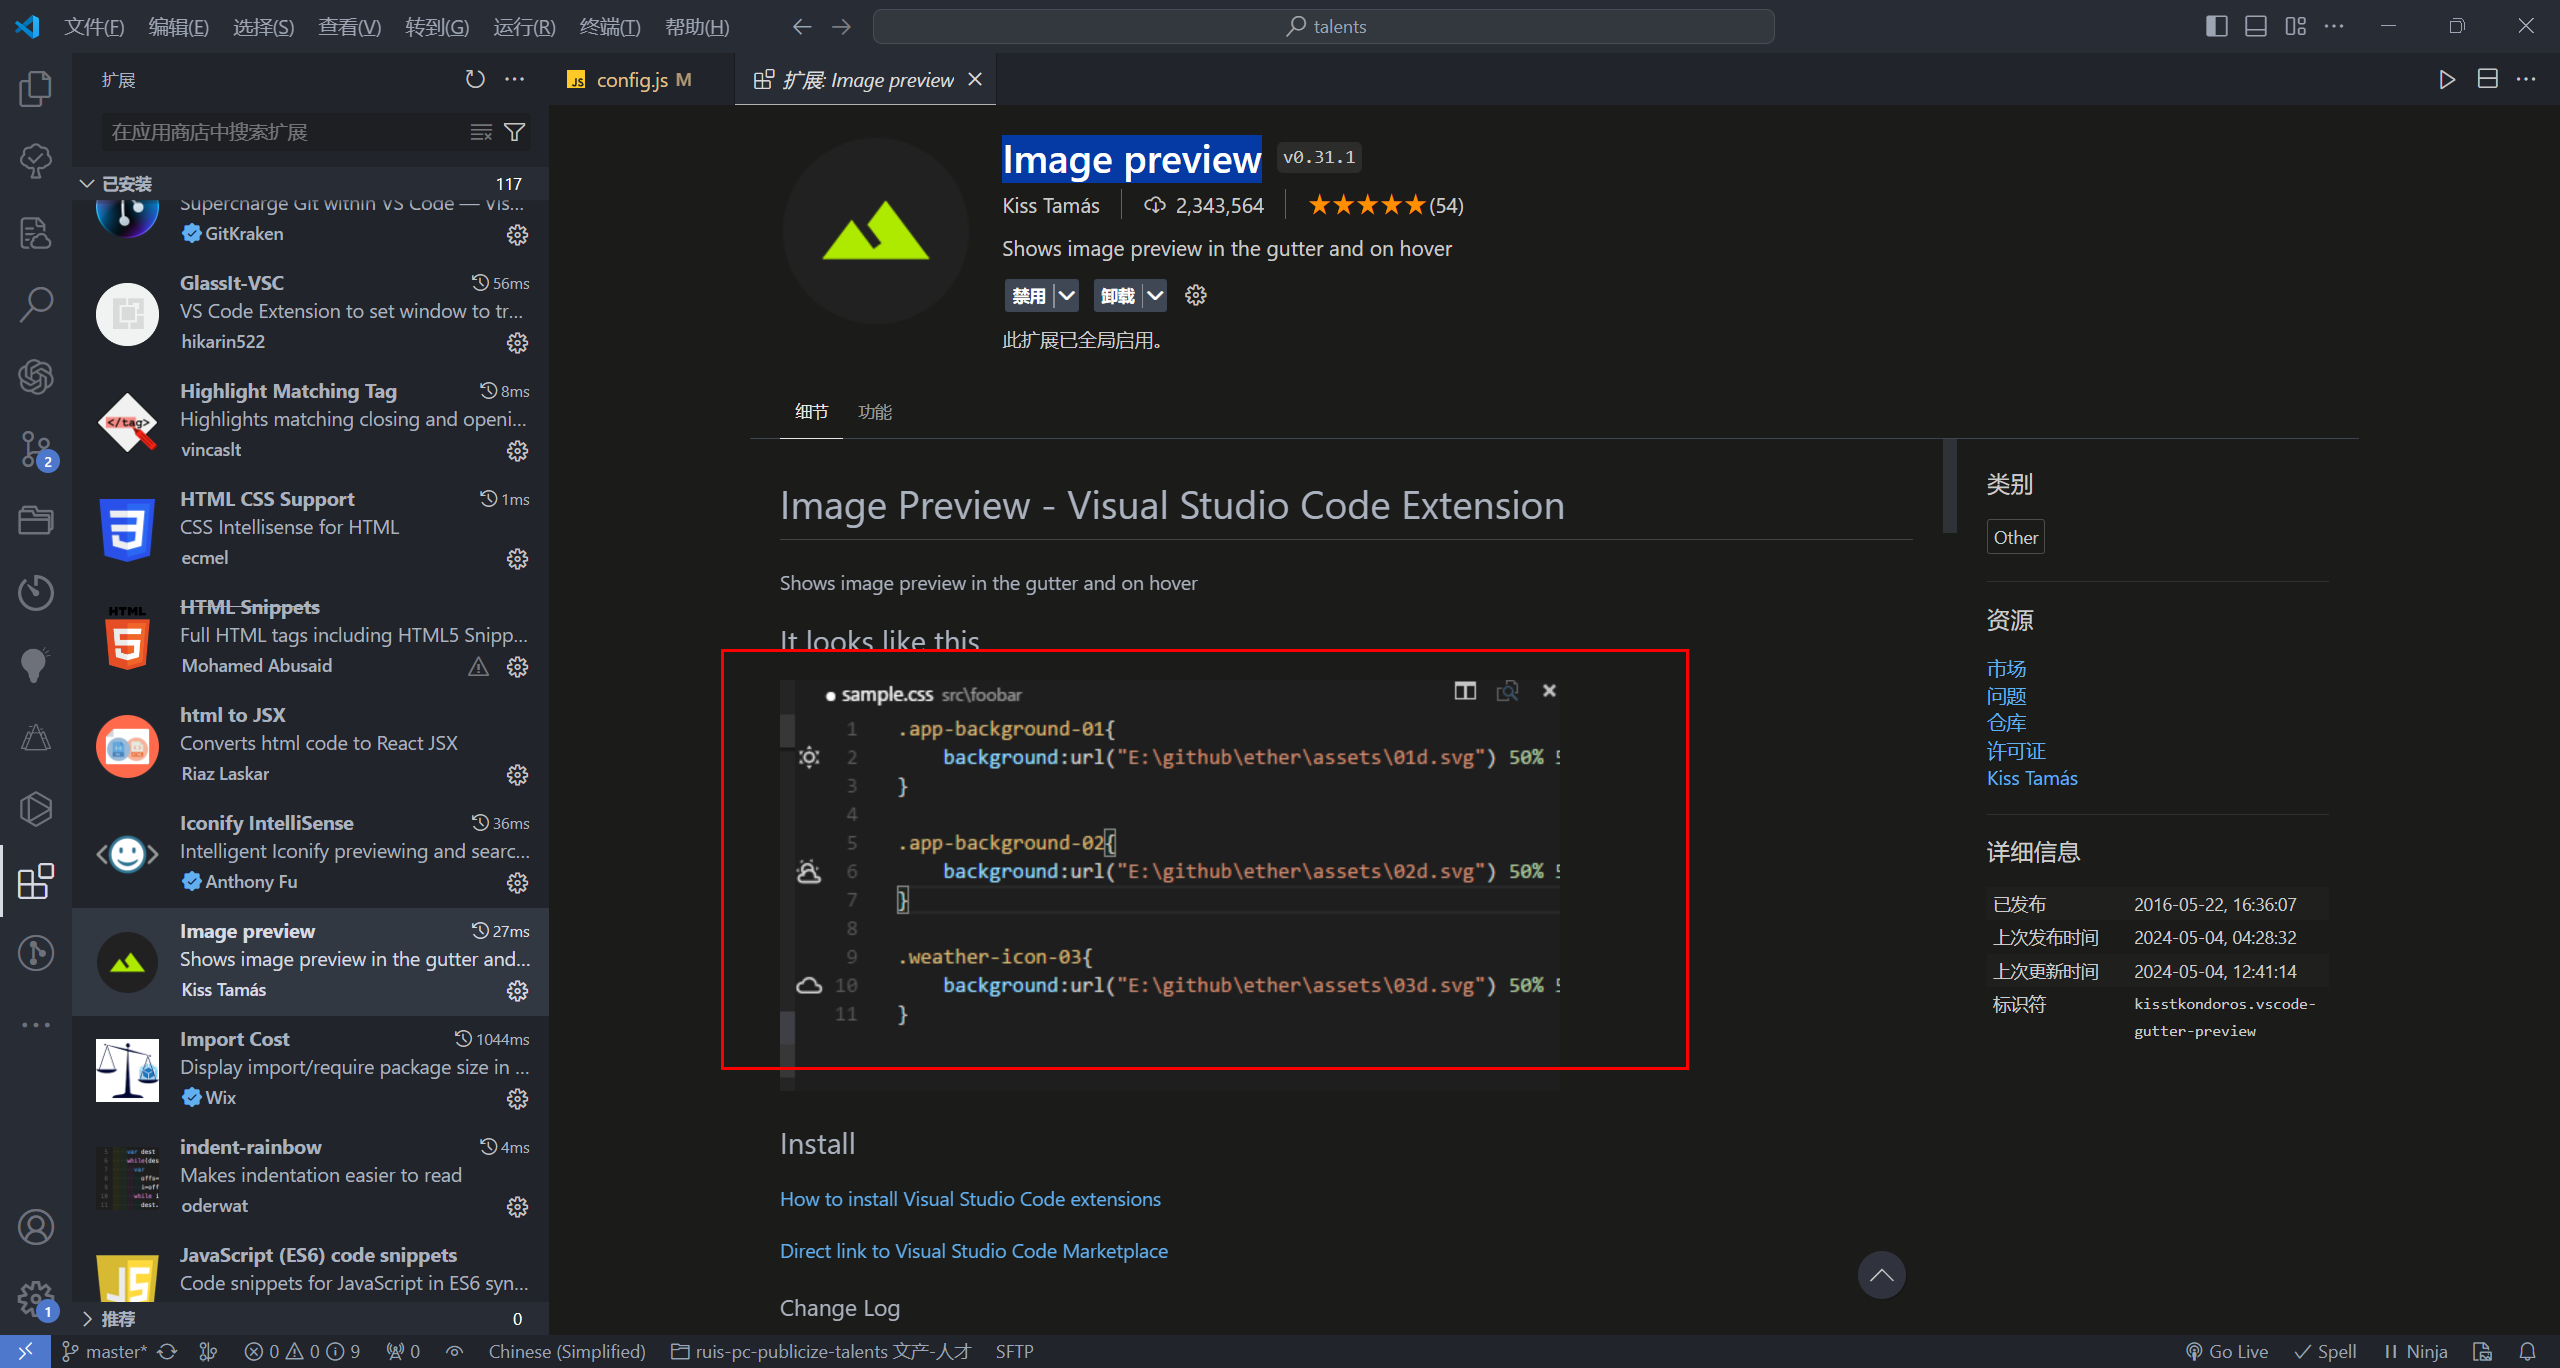 文件(F) 编辑(E) 选择(S) 查看(V) 转到(G) 运行(R) 终端(T) 帮助(H)
talents
扩展
在应用商店中搜索扩展
已安装 117
Supercharge Git within VS Code — Vis...
GitKraken
GlassIt-VSC 56ms
VS Code Extension to set window to tr...
hikarin522
Highlight Matching Tag 8ms
Highlights matching closing and openi...
vincaslt
HTML CSS Support 1ms
CSS Intellisense for HTML
ecmel
HTML Snippets
Full HTML tags including HTML5 Snipp...
Mohamed Abusaid
html to JSX
Converts html code to React JSX
Riaz Laskar
Iconify IntelliSense 36ms
Intelligent Iconify previewing and searc...
Anthony Fu
Image preview 27ms
Shows image preview in the gutter and...
Kiss Tamás
Import Cost 1044ms
Display import/require package size in ...
Wix
indent-rainbow 4ms
Makes indentation easier to read
oderwat
JavaScript (ES6) code snippets
Code snippets for JavaScript in ES6 syn...
推荐 0
2
1
JS config.js M
扩展: Image preview
Image preview v0.31.1
Kiss Tamás 2,343,564 ★★★★★(54)
Shows image preview in the gutter and on hover
禁用 卸载
此扩展已全局启用。
细节 功能
Image Preview - Visual Studio Code Extension
Shows image preview in the gutter and on hover
It looks like this
● sample.css src\foobar
1 .app-background-01{
2 background:url("E:\github\ether\assets\01d.svg") 50% 5
3 }
4
5 .app-background-02{
6 background:url("E:\github\ether\assets\02d.svg") 50% 5
7 }
8
9 .weather-icon-03{
10 background:url("E:\github\ether\assets\03d.svg") 50% 5
11 }
Install
How to install Visual Studio Code extensions
Direct link to Visual Studio Code Marketplace
Change Log
类别
Other
资源
市场
问题
仓库
许可证
Kiss Tamás
详细信息
已发布 2016-05-22, 16:36:07
上次发布时间 2024-05-04, 04:28:32
上次更新时间 2024-05-04, 12:41:14
标识符 kisstkondoros.vscode-
gutter-preview
master* 0 0 9 0 Chinese (Simplified) ruis-pc-publicize-talents 文产-人才 SFTP Go Live Spell Ninja